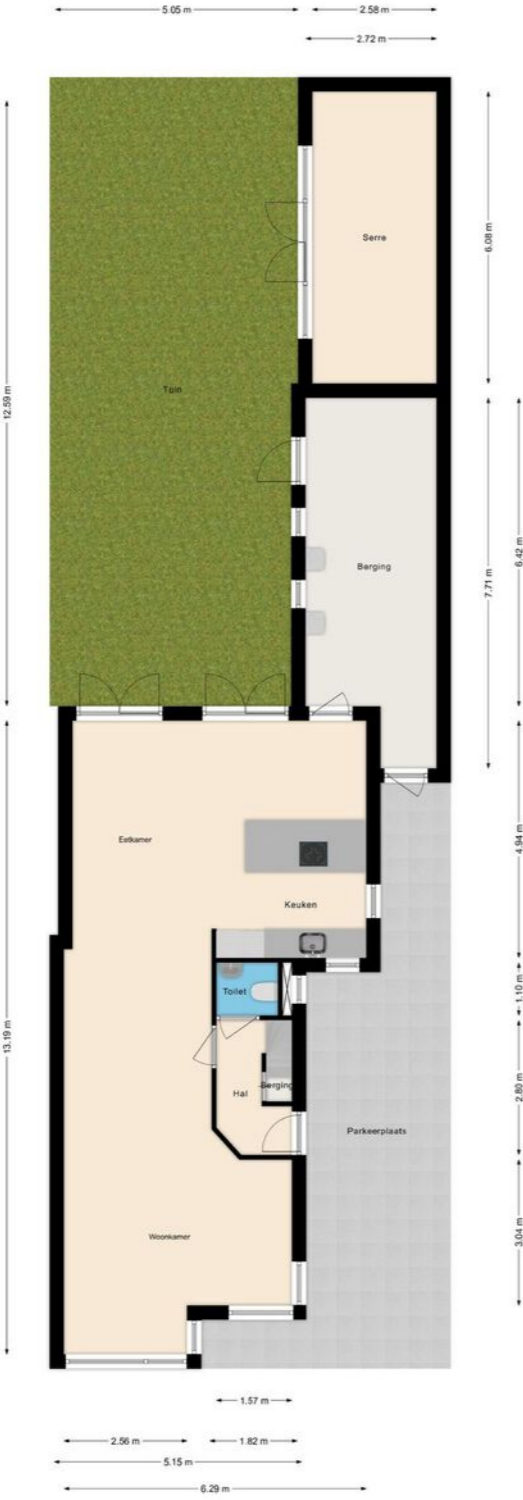 5.05 m
2.58 m
2.72 m
Serre
6.08 m
12.59 m
Tuin
Berging
6.42 m
7.71 m
Eetkamer
4.94 m
Keuken
Toilet
1.10 m
13.19 m
Hal
Berging
2.80 m
Parkeerplaats
Woonkamer
3.04 m
1.57 m
2.56 m
1.82 m
5.15 m
6.29 m